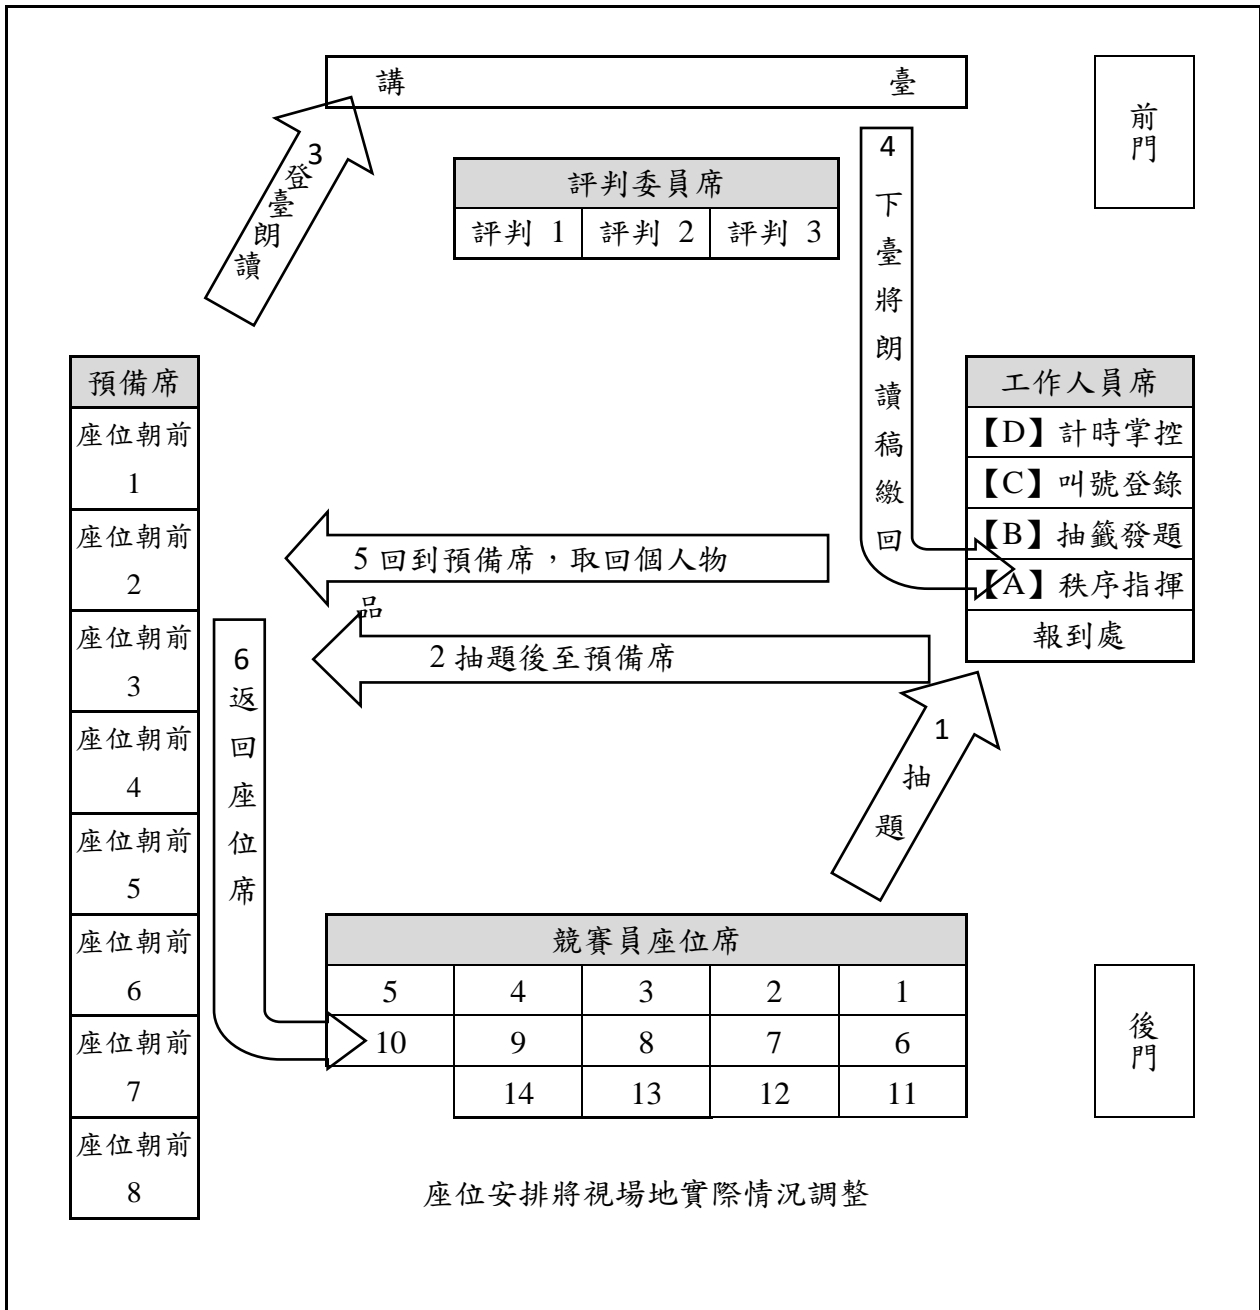 講 臺
前門
3 登臺朗讀
評判委員席
評判 1 評判 2 評判 3
4 下臺將朗讀稿繳回
預備席
座位朝前
1
座位朝前
2
座位朝前
3
座位朝前
4
座位朝前
5
座位朝前
6
座位朝前
7
座位朝前
8
工作人員席
【D】計時掌控
【C】叫號登錄
【B】抽籤發題
【A】秩序指揮
報到處
5 回到預備席,取回個人物
品
2 抽題後至預備席
6 返回座位席
1 抽題
競賽員座位席
5 4 3 2 1
10 9 8 7 6
14 13 12 11
後門
座位安排將視場地實際情況調整